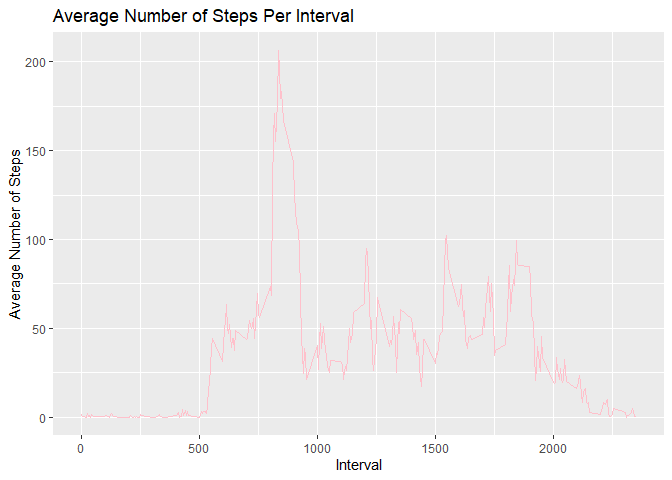 Average Number of Steps Per Interval
200
150
100
50
0
Average Number of Steps
0 500 1000 1500 2000
Interval